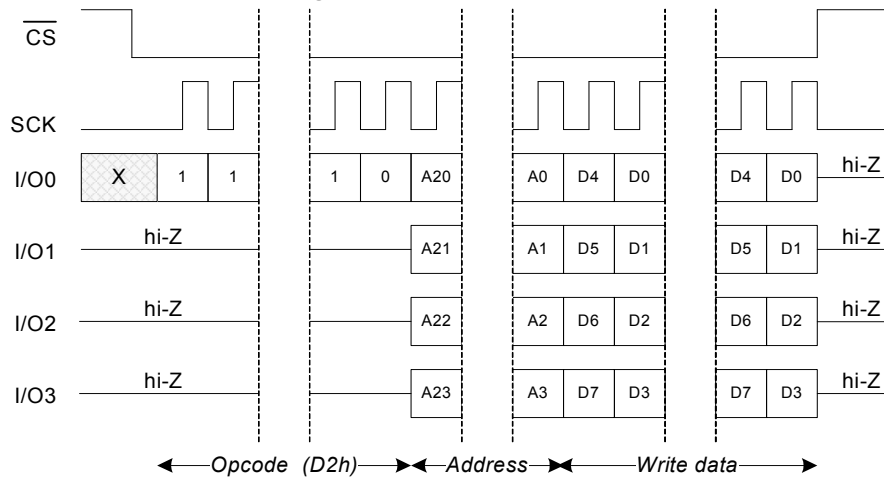 CS
SCK
I/O0 X 1 1 1 0 A20 A0 D4 D0 D4 D0 hi-Z
I/O1 hi-Z A21 A1 D5 D1 D5 D1 hi-Z
I/O2 hi-Z A22 A2 D6 D2 D6 D2 hi-Z
I/O3 hi-Z A23 A3 D7 D3 D7 D3 hi-Z
Opcode (D2h) Address Write data